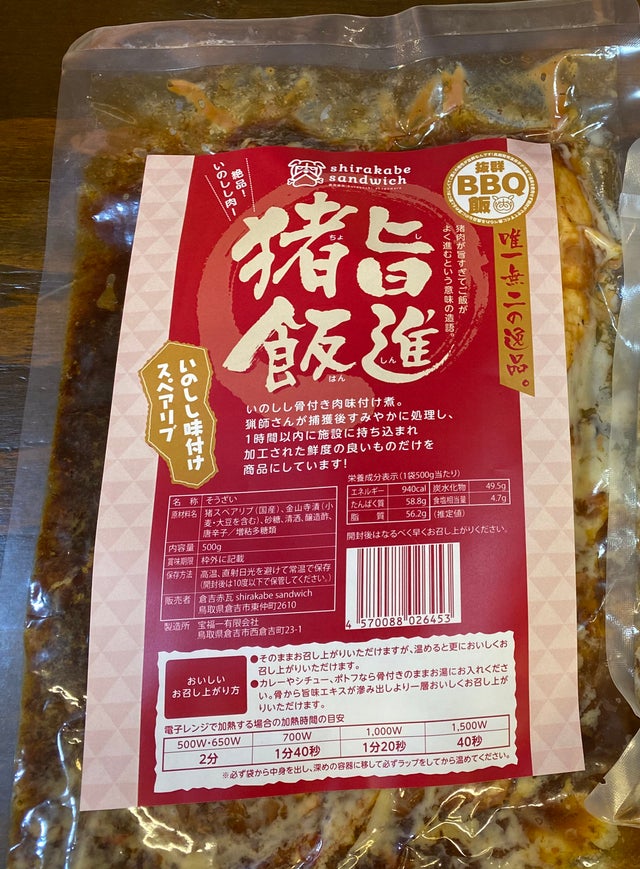 絶品!
いのしし肉!
shirakabe
sandwich
抜群
BBQ
飯
猪肉が旨すぎてご飯が
よく進むという意味の造語。
唯一無二の逸品。
猪旨
ちょ
し
飯進
はん
しん
いのしし味付け
スペアリブ
いのしし骨付き肉味付け煮。
猟師さんが捕獲後すみやかに処理し、
1時間以内に施設に持ち込まれ
加工された鮮度の良いものだけを
商品にしています!
名称 そうざい
原材料名 猪スペアリブ(国産)、金山寺漬(小
麦・大豆を含む)、砂糖、清酒、醸造酢、
唐辛子/増粘多糖類
内容量 500g
賞味期限 枠外に記載
保存方法 高温、直射日光を避けて常温で保存
(開封後は10度以下で保管してください。)
販売者 倉吉赤瓦 shirakabe sandwich
鳥取県倉吉市東仲町2610
製造所 宝福一有限会社
鳥取県倉吉市西倉吉町23-1
栄養成分表示(1袋500g当たり)
エネルギー 940cal 炭水化物 49.5g
たんぱく質 58.8g 食塩相当量 4.7g
脂質 56.2g (推定値)
開封後はなるべく早くお召し上がりください。
4 570088 026453
おいしい
お召し上がり方
●そのままお召し上がりいただけますが、温めると更においしくお
召し上がりいただけます。
●カレーやシチュー、ポトフなら骨付きのままお湯にお入れくださ
い。骨から旨味エキスが滲み出しより一層おいしくお召し上が
りいただけます。
電子レンジで加熱する場合の加熱時間の目安
500W・650W 700W 1,000W 1,500W
2分 1分40秒 1分20秒 40秒
※必ず袋から中身を出し、深めの容器に移して必ずラップをしてから温めてください。